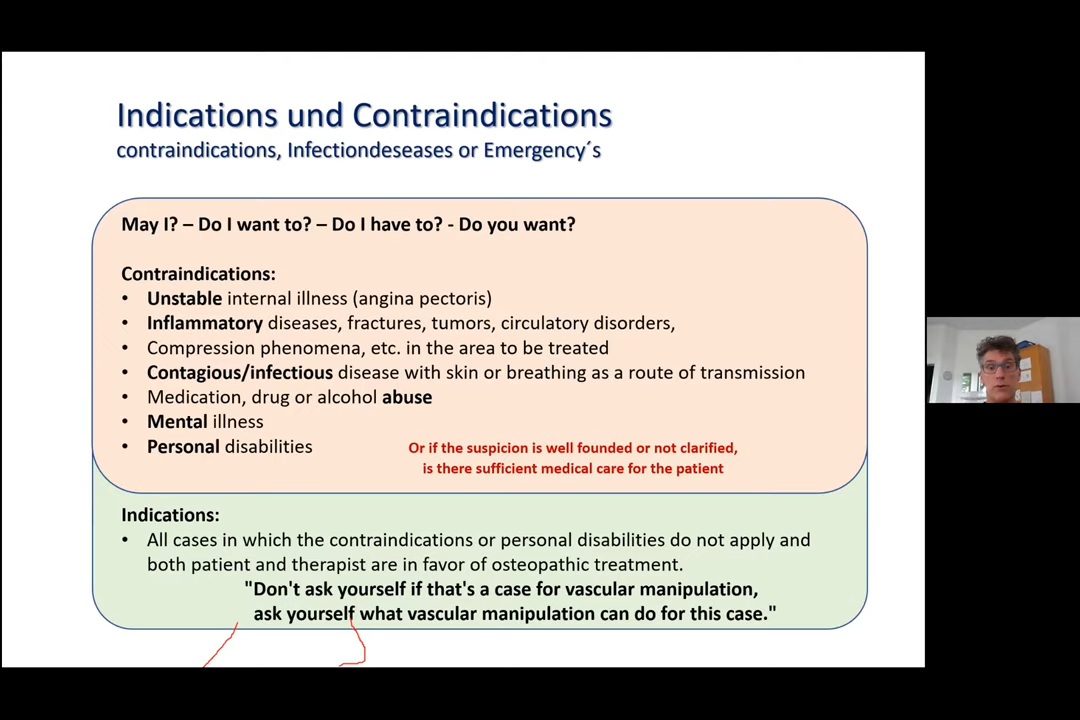 Indications und Contraindications
contraindications, Infectiondeseases or Emergency´s
May I? – Do I want to? – Do I have to? - Do you want?
Contraindications:
• Unstable internal illness (angina pectoris)
• Inflammatory diseases, fractures, tumors, circulatory disorders,
• Compression phenomena, etc. in the area to be treated
• Contagious/infectious disease with skin or breathing as a route of transmission
• Medication, drug or alcohol abuse
• Mental illness
• Personal disabilities
Or if the suspicion is well founded or not clarified,
is there sufficient medical care for the patient
Indications:
• All cases in which the contraindications or personal disabilities do not apply and
both patient and therapist are in favor of osteopathic treatment.
"Don't ask yourself if that's a case for vascular manipulation,
ask yourself what vascular manipulation can do for this case."